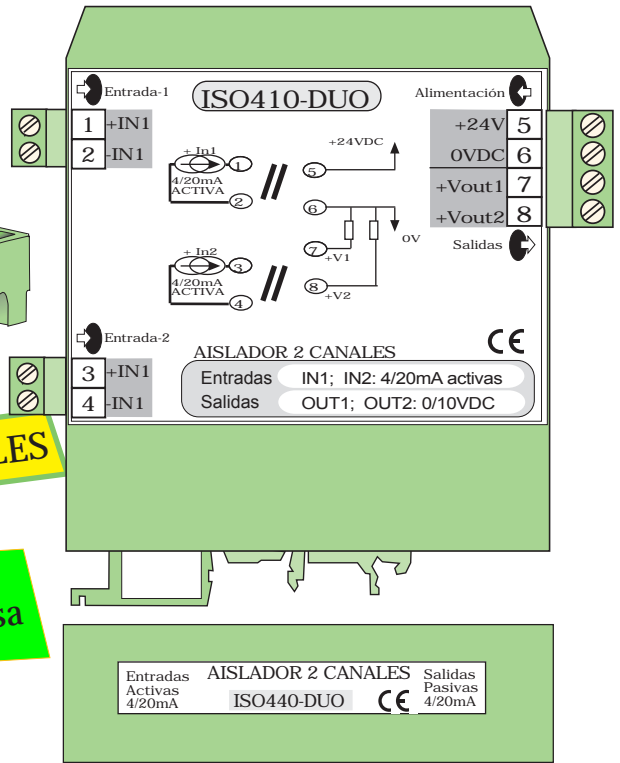 Entrada-1
ISO410-DUO
Alimentación
1 +IN1
2 -IN1
+24V 5
0VDC 6
+Vout1 7
+Vout2 8
Salidas
+ In1
4/20mA
ACTIVA
1
2
+24VDC
5
6
0V
7
+V1
8
+V2
+ In2
4/20mA
ACTIVA
3
4
Entrada-2
3 +IN1
4 -IN1
CE
AISLADOR 2 CANALES
Entradas IN1; IN2: 4/20mA activas
Salidas OUT1; OUT2: 0/10VDC
LES
sa
Entradas
Activas
4/20mA
AISLADOR 2 CANALES
ISO440-DUO CE
Salidas
Pasivas
4/20mA